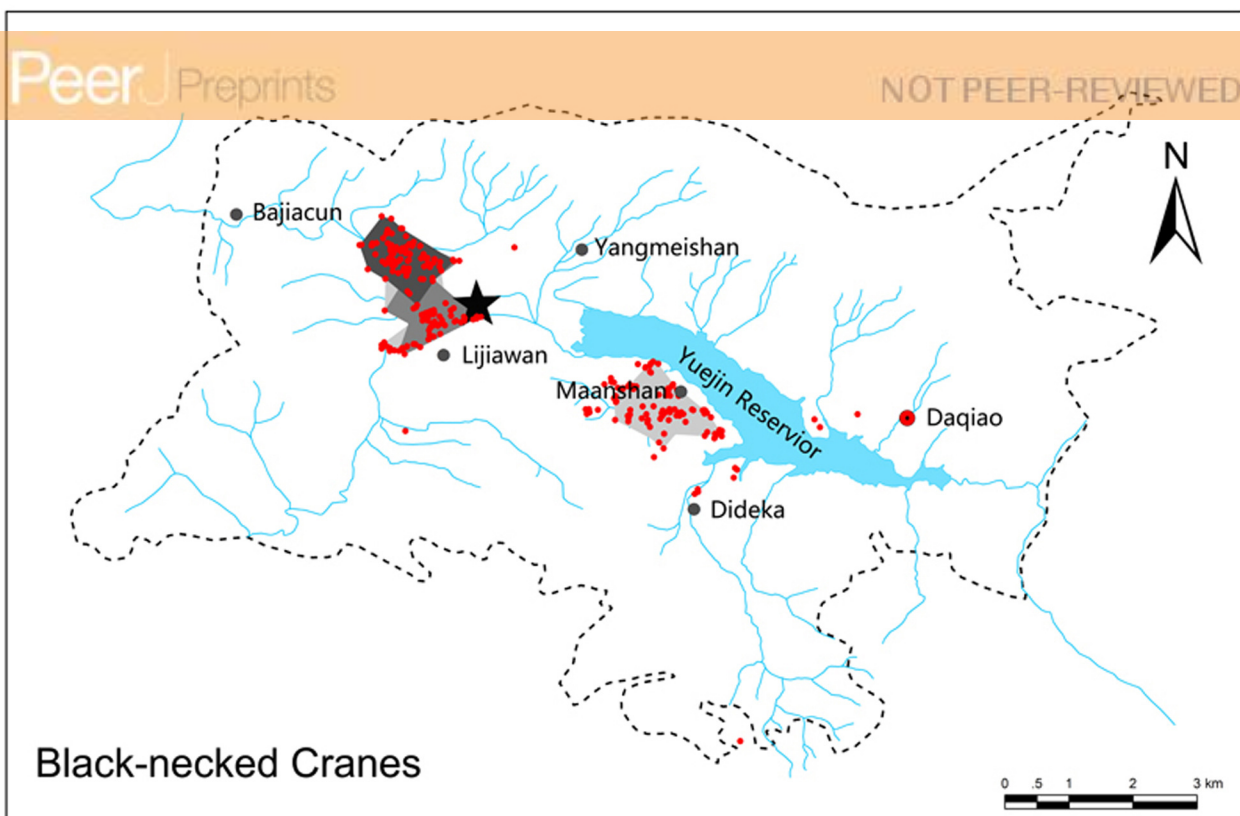 PeerJ Preprints
NOT PEER-REVIEWED
N
Bajiacun
Yangmeishan
Lijiawan
Yuejin Reservior
Maanshan
Daqiao
Dideka
Black-necked Cranes
0 .5 1 2 3 km